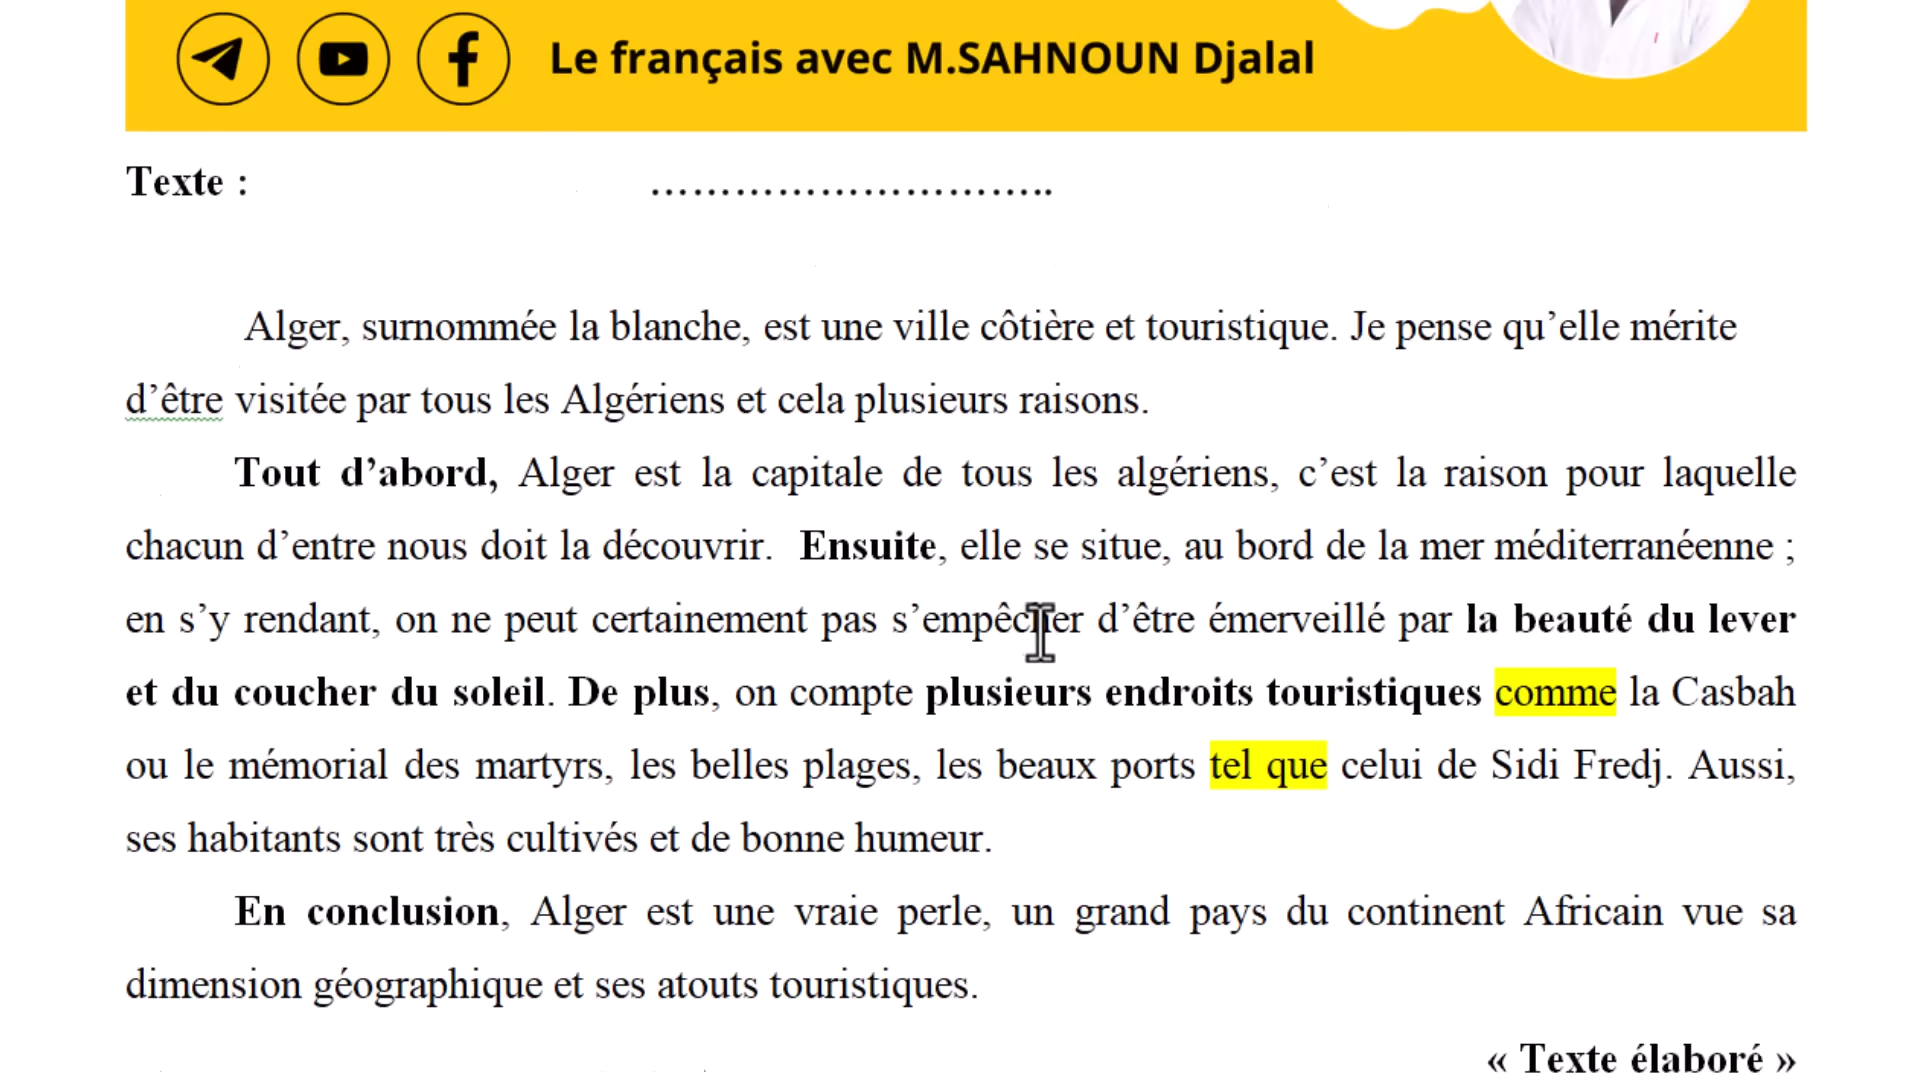 Le français avec M.SAHNOUN Djalal
Texte : …………………………..
Alger, surnommée la blanche, est une ville côtière et touristique. Je pense qu’elle mérite
d’être visitée par tous les Algériens et cela plusieurs raisons.
Tout d’abord, Alger est la capitale de tous les algériens, c’est la raison pour laquelle
chacun d’entre nous doit la découvrir. Ensuite, elle se situe, au bord de la mer méditerranéenne ;
en s’y rendant, on ne peut certainement pas s’empêcher d’être émerveillé par la beauté du lever
et du coucher du soleil. De plus, on compte plusieurs endroits touristiques comme la Casbah
ou le mémorial des martyrs, les belles plages, les beaux ports tel que celui de Sidi Fredj. Aussi,
ses habitants sont très cultivés et de bonne humeur.
En conclusion, Alger est une vraie perle, un grand pays du continent Africain vue sa
dimension géographique et ses atouts touristiques.
« Texte élaboré »